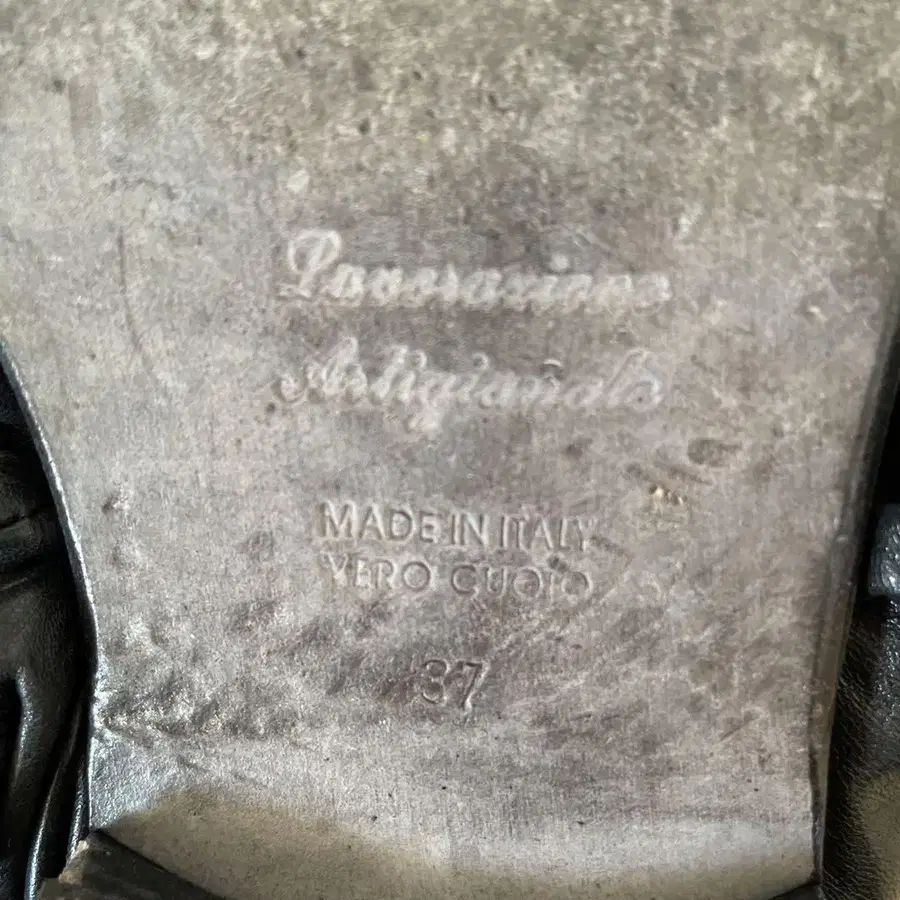 Lavorazione
Artigianale
MADE IN ITALY
VERO CUOIO
37